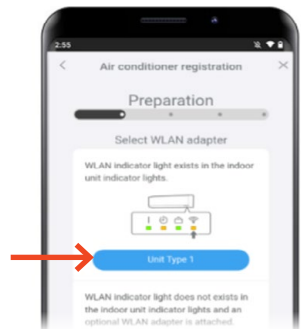 2:55
Air conditioner registration
Preparation
Select WLAN adapter
WLAN indicator light exists in the indoor
unit indicator lights.
Unit Type 1
WLAN indicator light does not exists in
the indoor unit indicator lights and an
optional WLAN adapter is attached.